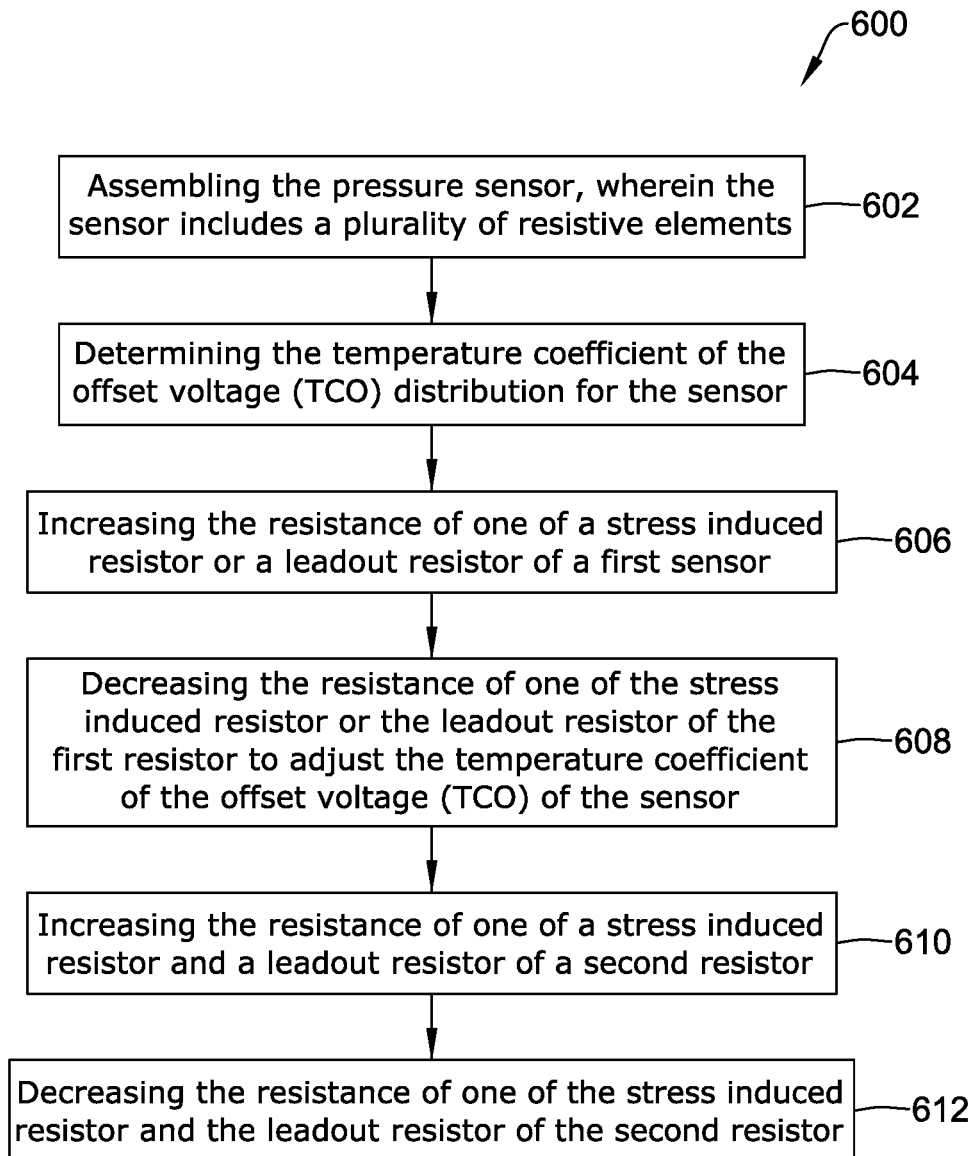 600
Assembling the pressure sensor, wherein the
sensor includes a plurality of resistive elements
602
Determining the temperature coefficient of the
offset voltage (TCO) distribution for the sensor
604
Increasing the resistance of one of a stress induced
resistor or a leadout resistor of a first sensor
606
Decreasing the resistance of one of the stress
induced resistor or the leadout resistor of the
first resistor to adjust the temperature coefficient
of the offset voltage (TCO) of the sensor
608
Increasing the resistance of one of a stress induced
resistor and a leadout resistor of a second resistor
610
Decreasing the resistance of one of the stress induced
resistor and the leadout resistor of the second resistor
612